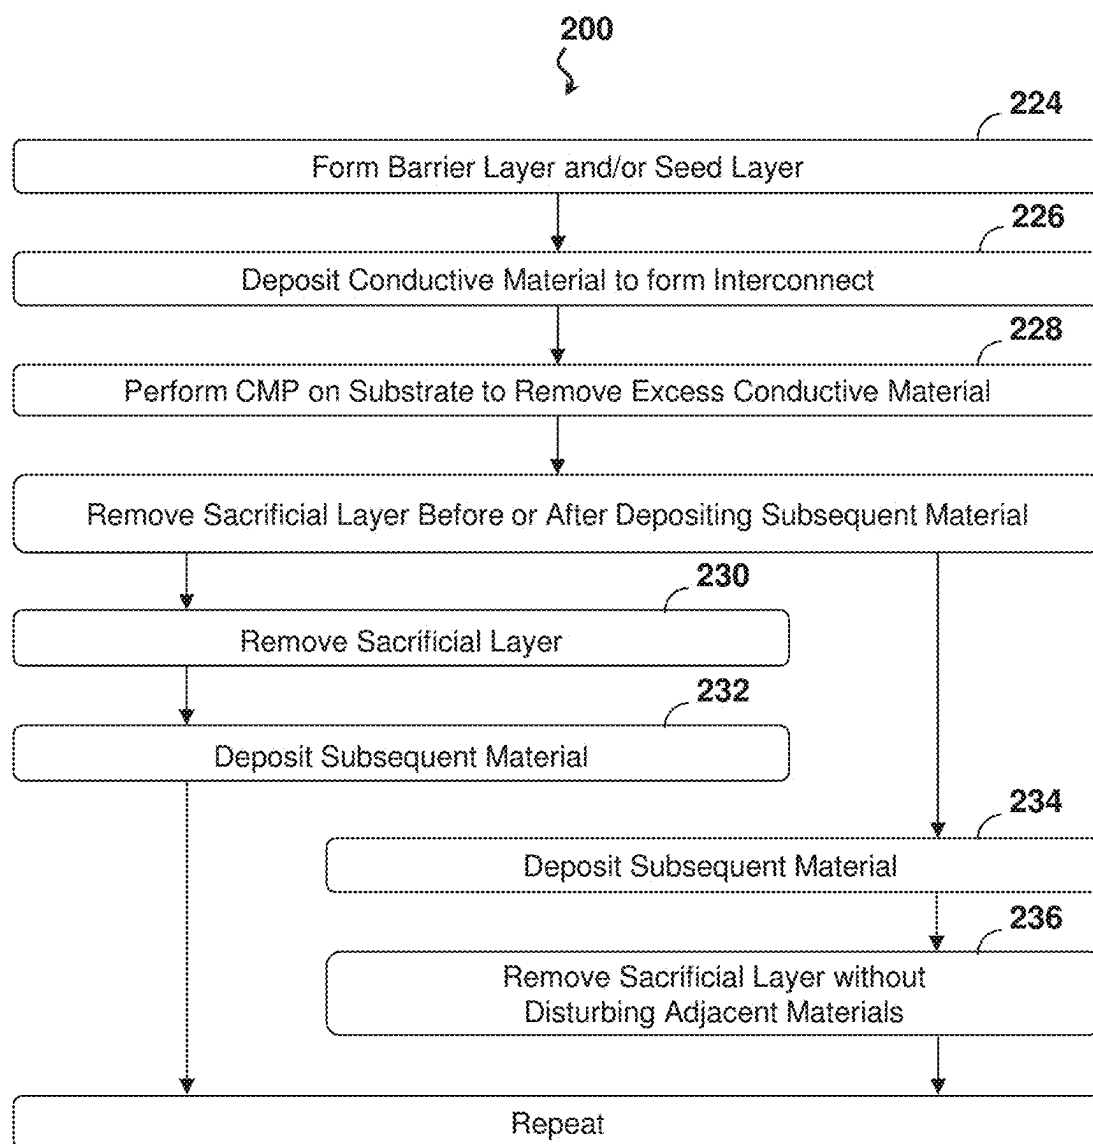 200
224
Form Barrier Layer and/or Seed Layer
226
Deposit Conductive Material to form Interconnect
228
Perform CMP on Substrate to Remove Excess Conductive Material
Remove Sacrificial Layer Before or After Depositing Subsequent Material
230
Remove Sacrificial Layer
232
Deposit Subsequent Material
234
Deposit Subsequent Material
236
Remove Sacrificial Layer without
Disturbing Adjacent Materials
Repeat